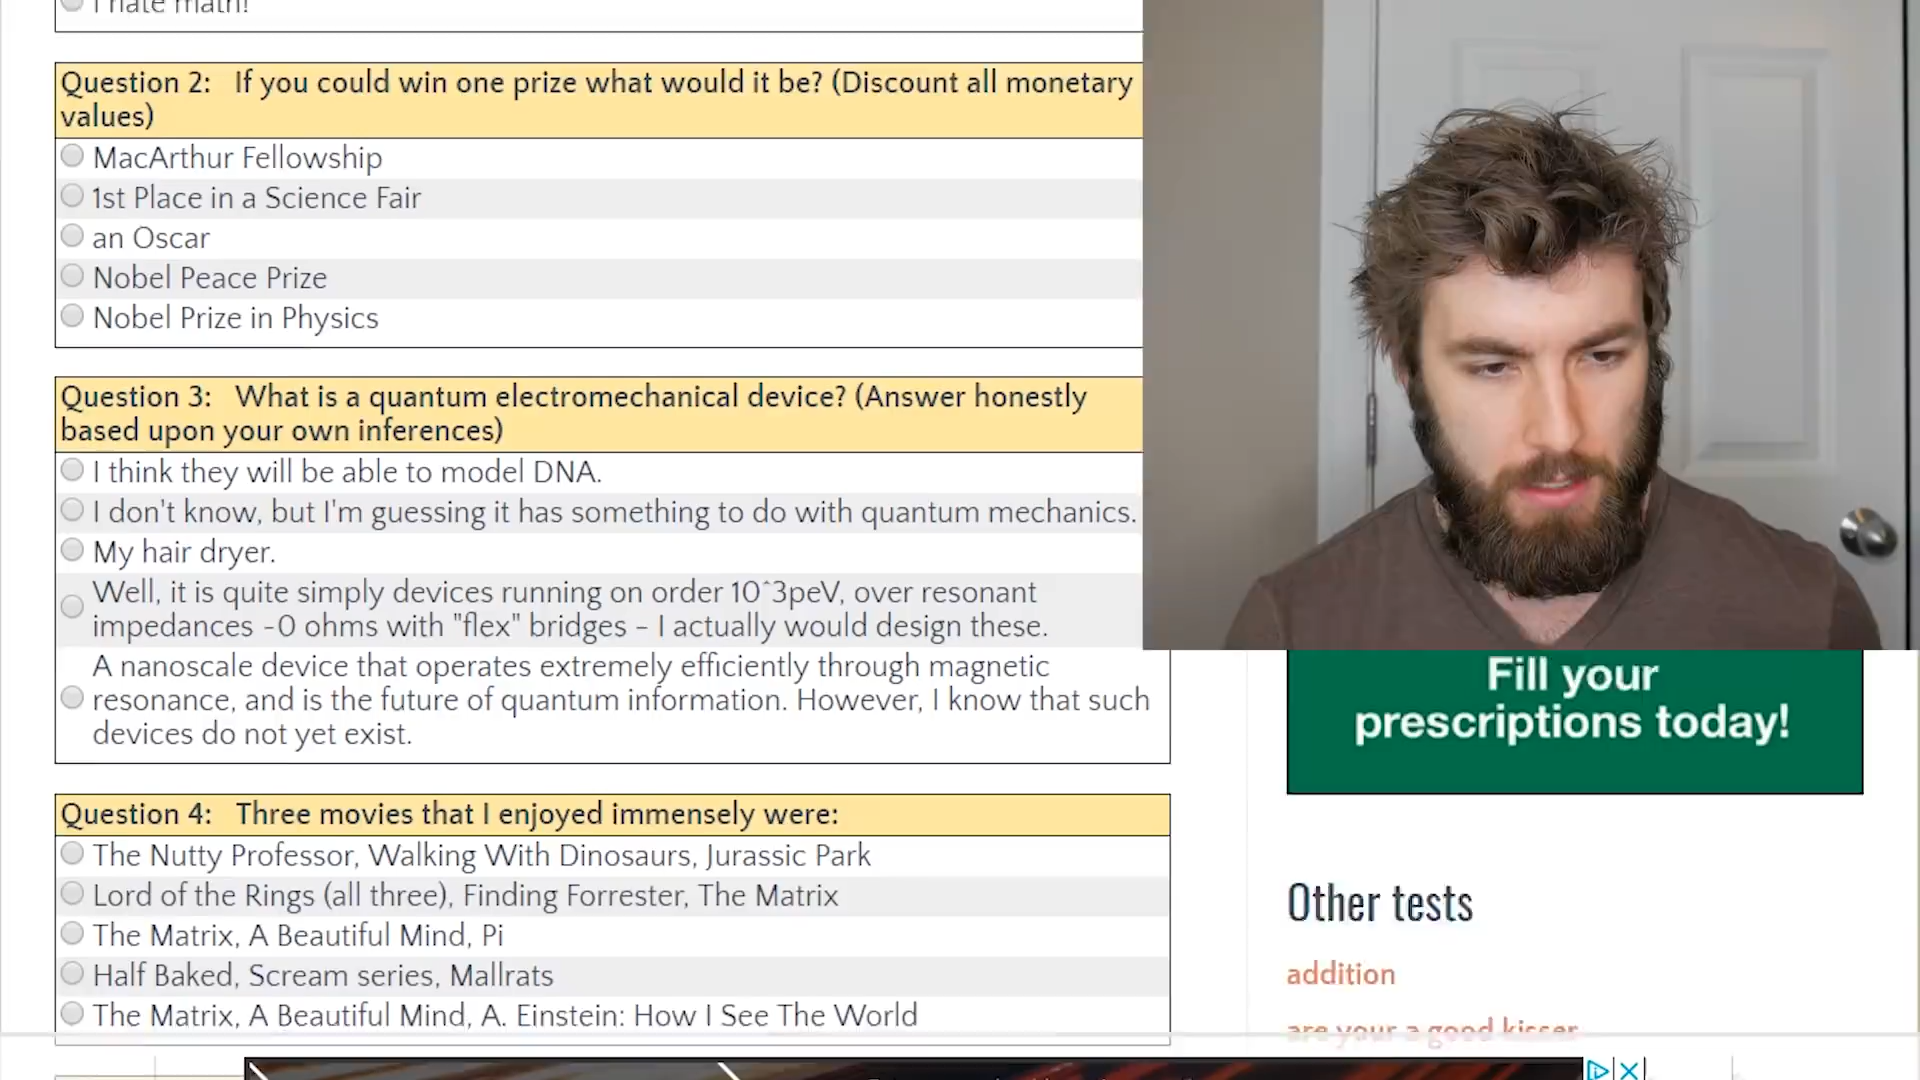 I hate math!
Question 2: If you could win one prize what would it be? (Discount all monetary
values)
MacArthur Fellowship
1st Place in a Science Fair
an Oscar
Nobel Peace Prize
Nobel Prize in Physics
Question 3: What is a quantum electromechanical device? (Answer honestly
based upon your own inferences)
I think they will be able to model DNA.
I don't know, but I'm guessing it has something to do with quantum mechanics.
My hair dryer.
Well, it is quite simply devices running on order 10^3peV, over resonant
impedances -0 ohms with "flex" bridges - I actually would design these.
A nanoscale device that operates extremely efficiently through magnetic
resonance, and is the future of quantum information. However, I know that such
devices do not yet exist.
Question 4: Three movies that I enjoyed immensely were:
The Nutty Professor, Walking With Dinosaurs, Jurassic Park
Lord of the Rings (all three), Finding Forrester, The Matrix
The Matrix, A Beautiful Mind, Pi
Half Baked, Scream series, Mallrats
The Matrix, A Beautiful Mind, A. Einstein: How I See The World
Fill your
prescriptions today!
Other tests
addition
are your a good kisser